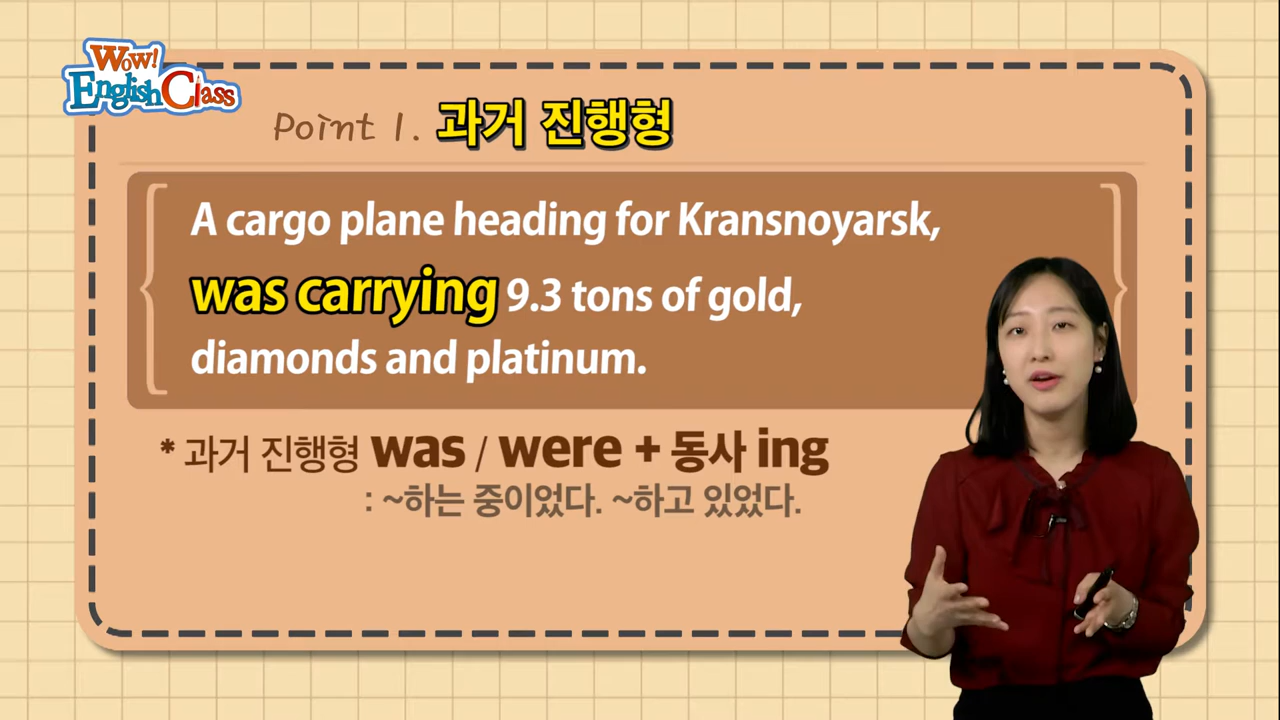 Wow!
English Class
Point 1. 과거 진행형
A cargo plane heading for Kransnoyarsk,
was carrying 9.3 tons of gold,
diamonds and platinum.
* 과거 진행형 was / were + 동사 ing
: ~하는 중이었다. ~하고 있었다.